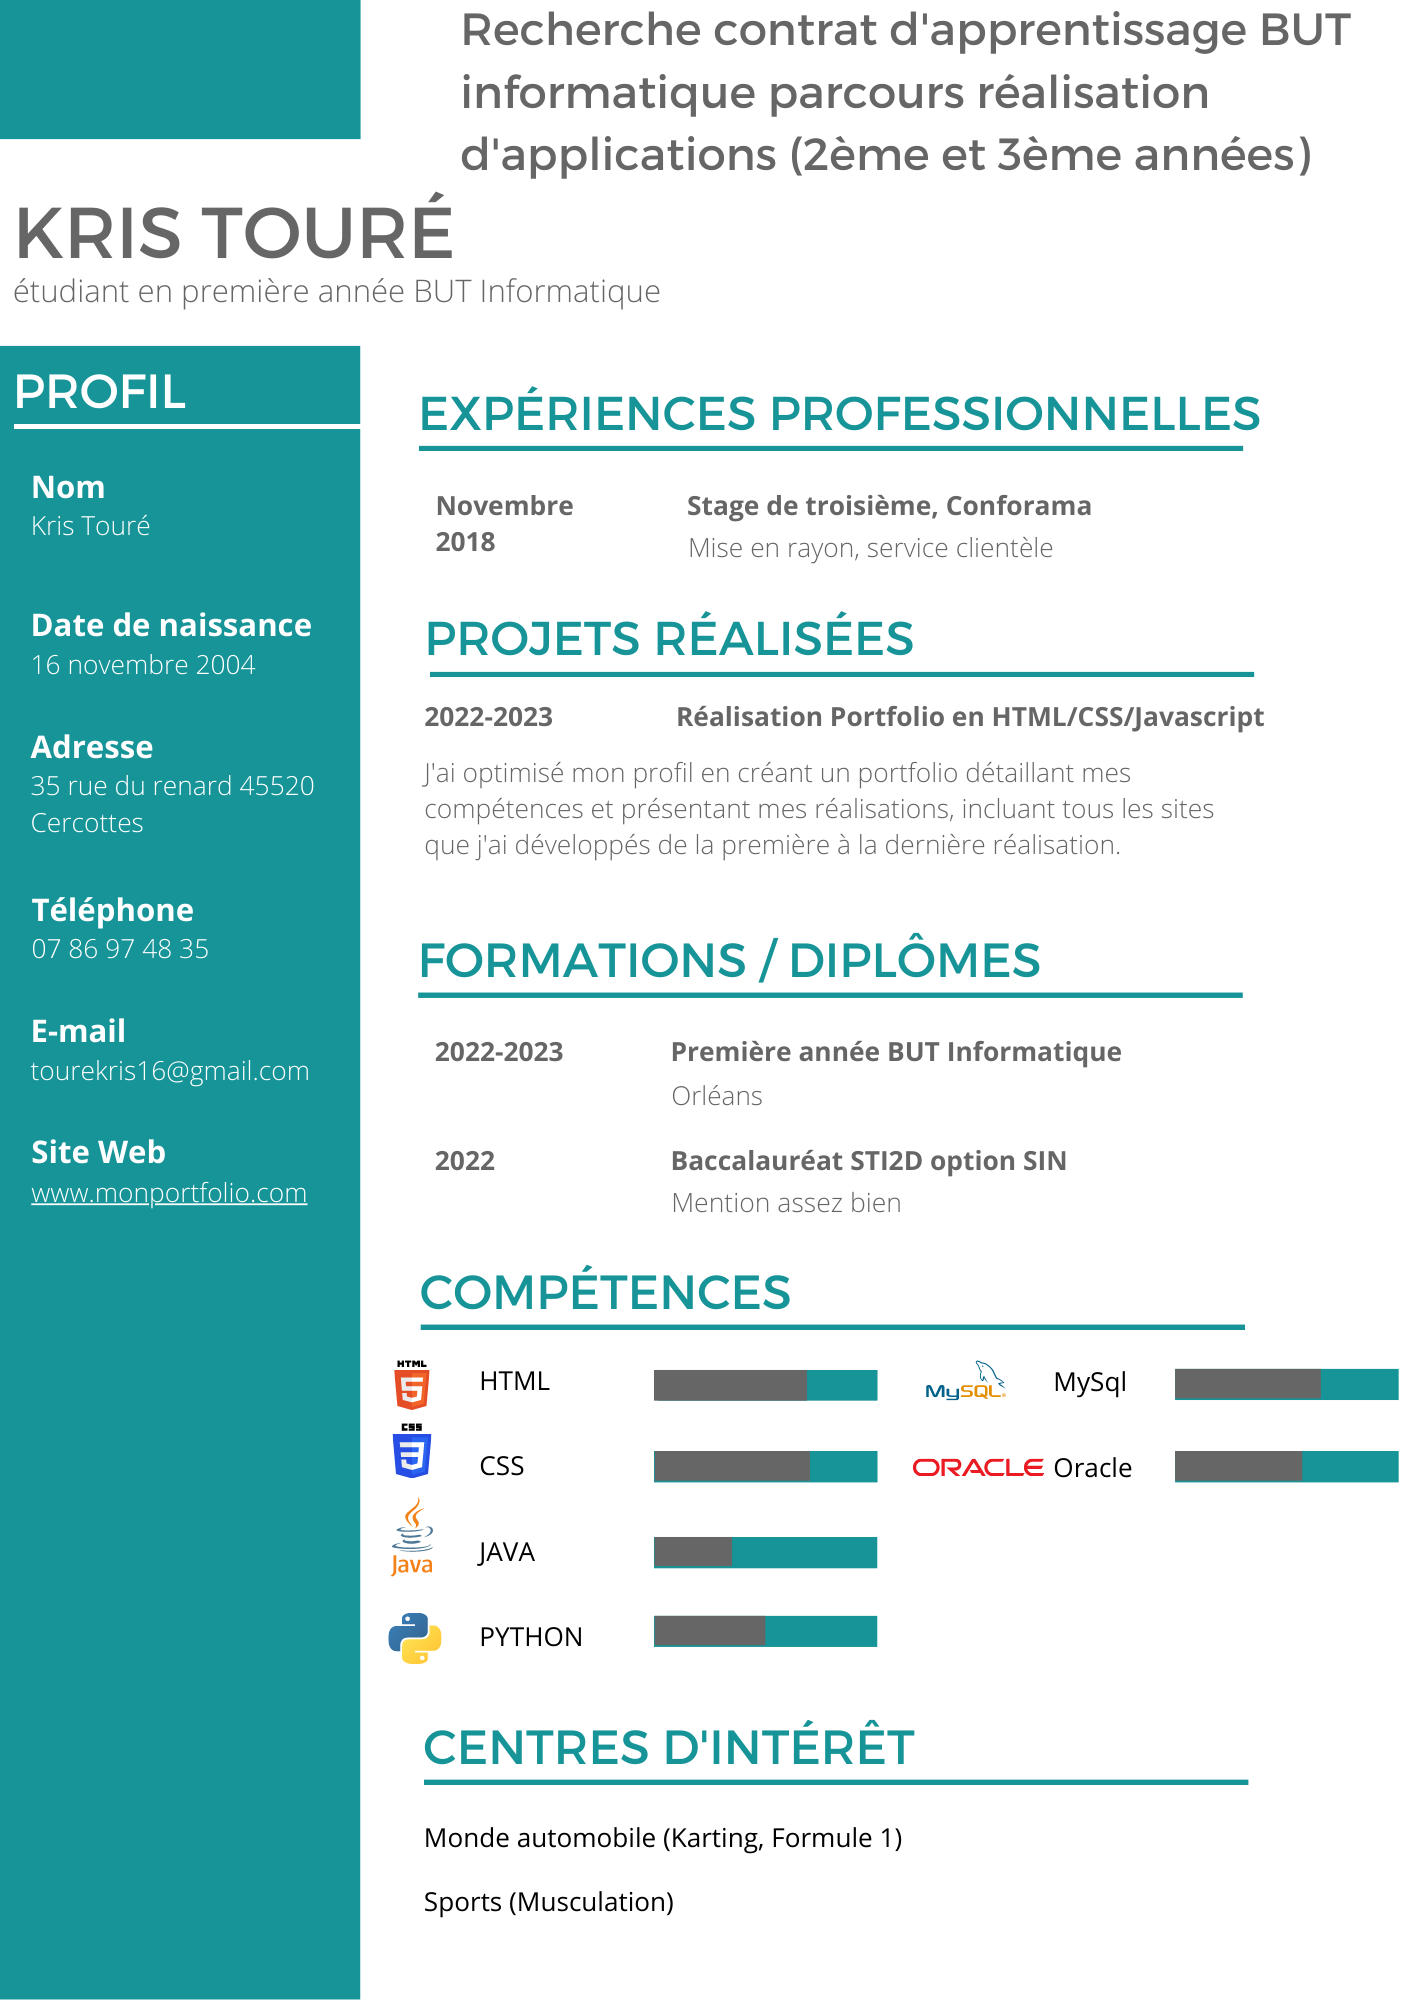 Recherche contrat d'apprentissage BUT
informatique parcours réalisation
d'applications (2ème et 3ème années)
KRIS TOURÉ
étudiant en première année BUT Informatique
PROFIL
Nom
Kris Touré
Date de naissance
16 novembre 2004
Adresse
35 rue du renard 45520
Cercottes
Téléphone
07 86 97 48 35
E-mail
tourekris16@gmail.com
Site Web
www.monportfolio.com
EXPÉRIENCES PROFESSIONNELLES
Novembre
2018
Stage de troisième, Conforama
Mise en rayon, service clientèle
PROJETS RÉALISÉES
2022-2023 Réalisation Portfolio en HTML/CSS/Javascript
J'ai optimisé mon profil en créant un portfolio détaillant mes
compétences et présentant mes réalisations, incluant tous les sites
que j'ai développés de la première à la dernière réalisation.
FORMATIONS / DIPLÔMES
2022-2023 Première année BUT Informatique
Orléans
2022 Baccalauréat STI2D option SIN
Mention assez bien
COMPÉTENCES
HTML
5
HTML
CSS
3
CSS
Java
JAVA
PYTHON
MySQL
MySql
ORACLE
Oracle
CENTRES D'INTÉRÊT
Monde automobile (Karting, Formule 1)
Sports (Musculation)